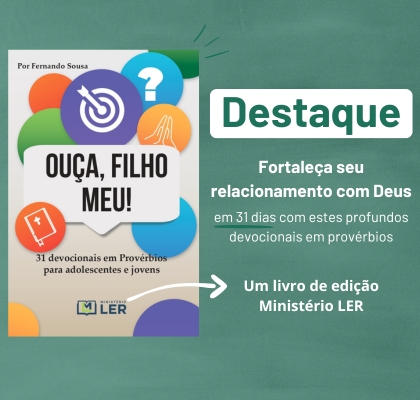 Por Fernando Sousa
?
OUÇA, FILHO
MEU!
31 devocionais em Provérbios
para adolescentes e jovens
MINISTÉRIO
LER
Destaque
Fortaleça seu
relacionamento com Deus
em 31 dias com estes profundos
devocionais em provérbios
Um livro de edição
Ministério LER